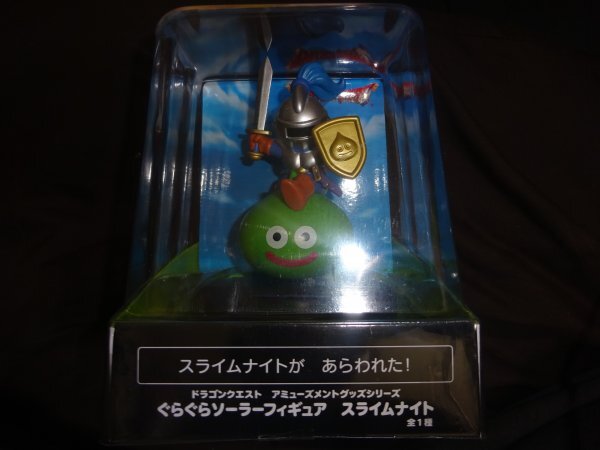 スライムナイトが あらわれた!
ドラゴンクエスト アミューズメントグッズシリーズ
ぐらぐらソーラーフィギュア スライムナイト
全1種